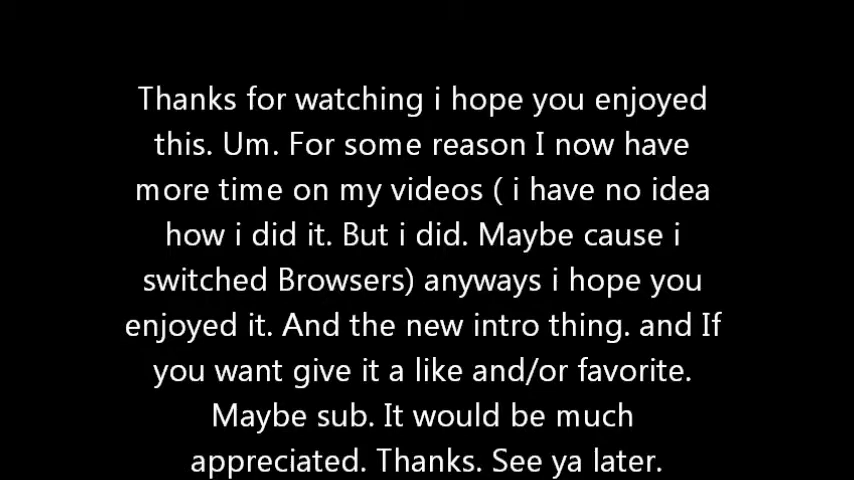 Thanks for watching i hope you enjoyed
this. Um. For some reason I now have
more time on my videos ( i have no idea
how i did it. But i did. Maybe cause i
switched Browsers) anyways i hope you
enjoyed it. And the new intro thing. and If
you want give it a like and/or favorite.
Maybe sub. It would be much
appreciated. Thanks. See ya later.